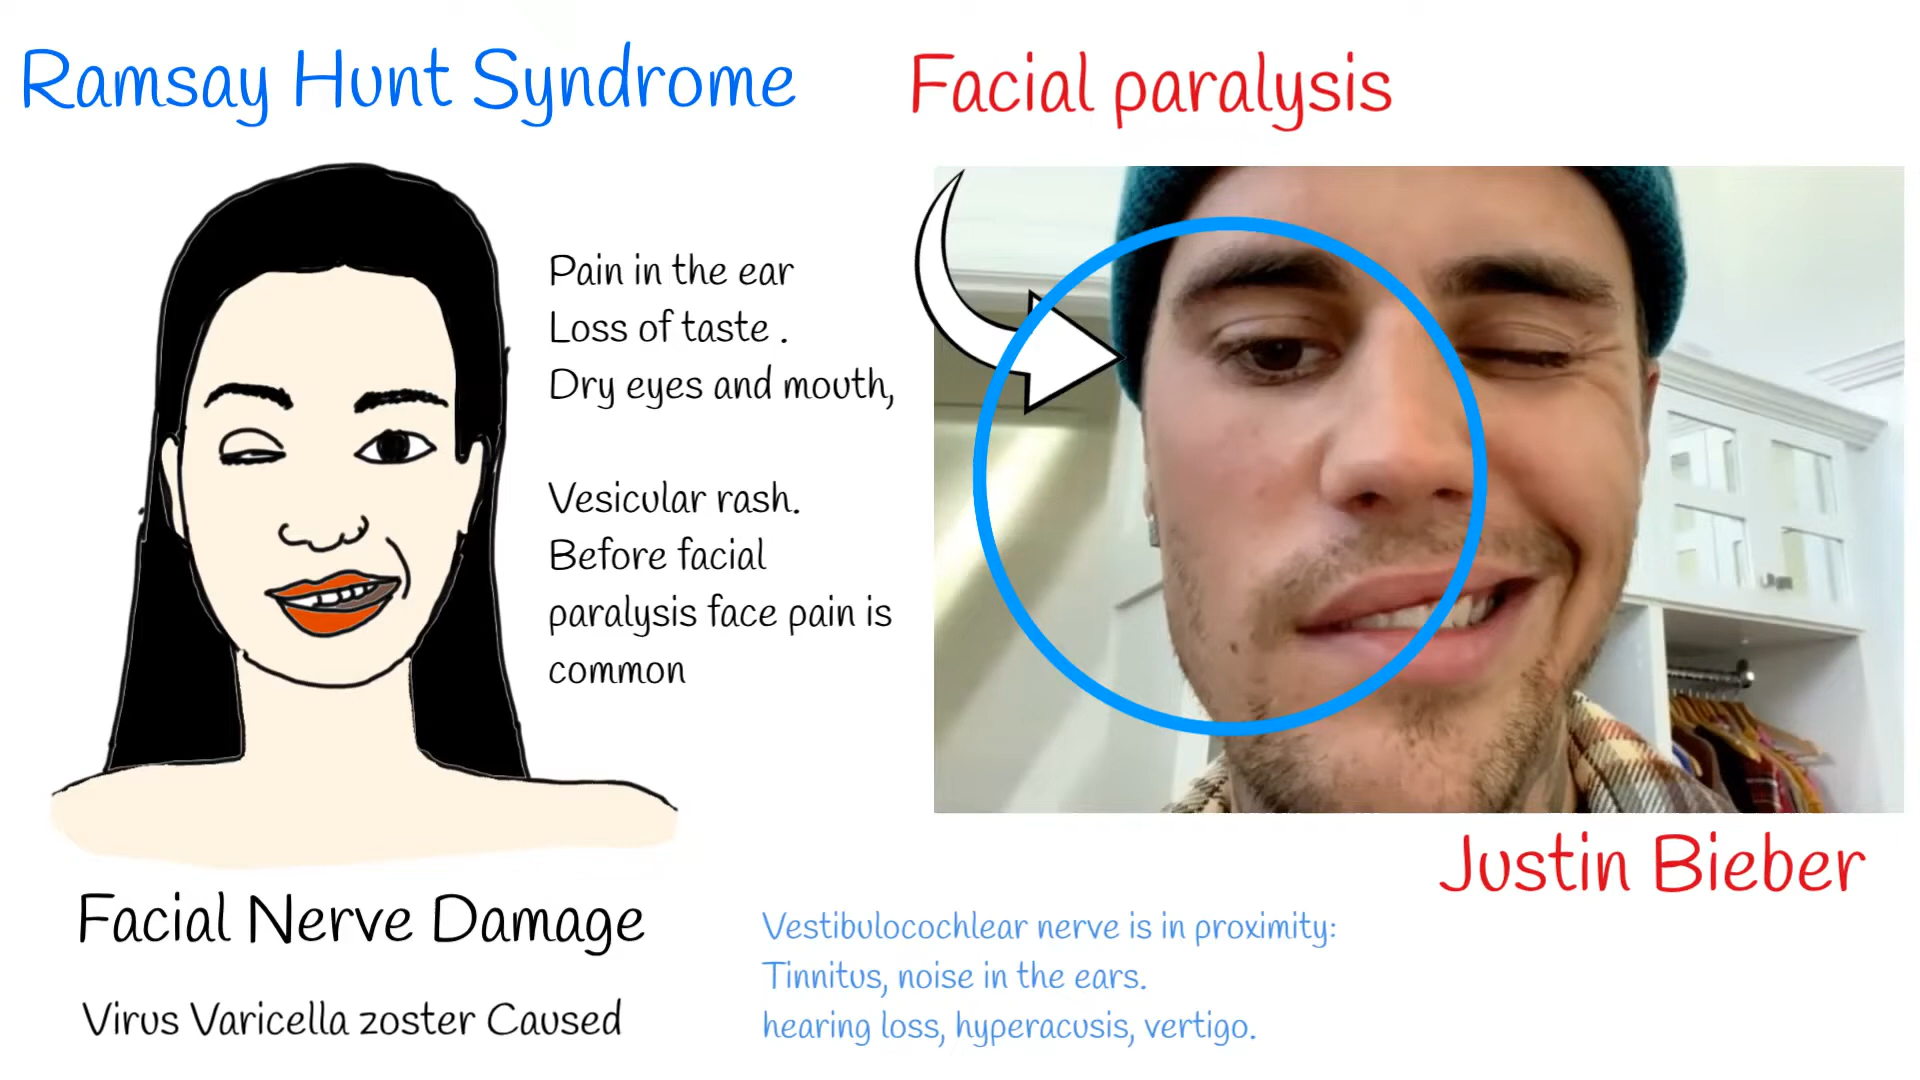 Ramsay Hunt Syndrome
Facial paralysis
Pain in the ear
Loss of taste .
Dry eyes and mouth,
Vesicular rash.
Before facial
paralysis face pain is
common
Justin Bieber
Facial Nerve Damage
Virus Varicella zoster Caused
Vestibulocochlear nerve is in proximity:
Tinnitus, noise in the ears.
hearing loss, hyperacusis, vertigo.